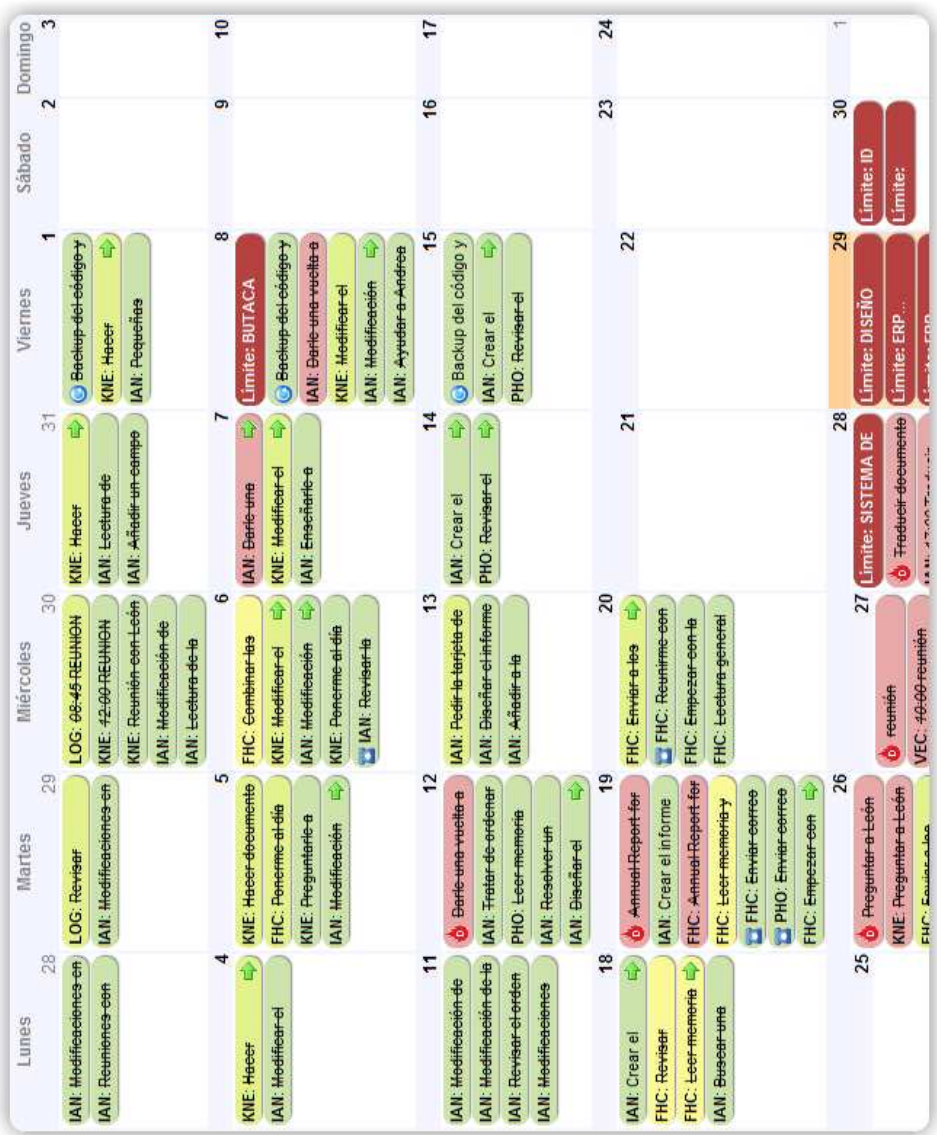 Lunes
Martes
Miércoles
Jueves
Viernes
Sábado
Domingo
28
IAN: Modificaciones en
IAN: Reuniones con
29
LOG: Revisar
IAN: Modificaciones en
30
LOG: 08:45 REUNION
KNE: 12:00 REUNION
KNE: Reunión con León
IAN: Modificación de
IAN: Lectura de la
31
KNE: Hacer
IAN: Lectura de
IAN: Añadir un campo
1
Backup del código y
KNE: Hacer
IAN: Pequeñas
2
3
4
KNE: Hacer
IAN: Modificar el
5
KNE: Hacer documento
FHC: Ponerme al día
KNE: Preguntarle a
IAN: Modificación
6
FHC: Combinar las
KNE: Modificar el
IAN: Modificación
KNE: Ponerme al día
IAN: Revisar la
7
IAN: Darle una
KNE: Modificar el
IAN: Enseñarle a
8
Límite: BUTACA
Backup del código y
IAN: Darle una vuelta a
KNE: Modificar el
IAN: Modificación
IAN: Ayudar a Andrea
9
10
11
IAN: Modificación de
IAN: Modificación de la
IAN: Revisar el orden
IAN: Modificaciones
12
D Darle una vuelta a
IAN: Tratar de ordenar
PHO: Leer memoria
IAN: Resolver un
IAN: Diseñar el
13
IAN: Pedir la tarjeta de
IAN: Diseñar el informe
IAN: Añadir a la
14
IAN: Crear el
PHO: Revisar el
15
Backup del código y
IAN: Crear el
PHO: Revisar el
16
17
18
IAN: Crear el
FHC: Revisar
FHC: Leer memoria
IAN: Buscar una
19
D Annual Report for
IAN: Crear el informe
FHC: Annual Report for
FHC: Leer memoria y
FHC: Enviar correo
PHO: Enviar correo
FHC: Empezar con
20
FHC: Enviar a los
FHC: Reunirme con
FHC: Empezar con la
FHC: Lectura general
21
22
23
24
25
26
D Preguntar a León
KNE: Preguntar a León
FHC: Enviar a los
27
D reunión
VEC: 10:00 reunión
28
Límite: SISTEMA DE
D Traducir documento
IAN: 17:00 Traducir
29
Límite: DISEÑO
Límite: ERP...
Límite: ERP
30
Límite: ID
Límite:
1